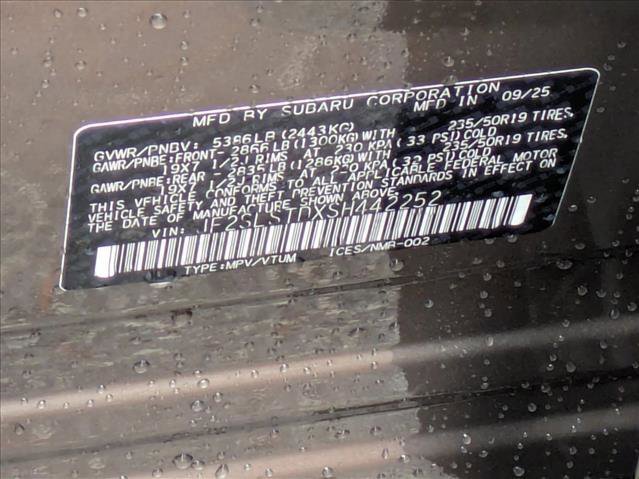 MFD BY SUBARU CORPORATION
MFD IN 09/25
GVWR/PNBV: 5386LB(2443KG)
GAWR/PNBE:FRONT-2866LB(1300KG)WITH 235/50R19 TIRES,
19X7 1/2J RIMS AT 230 KPA(33 PSI)COLD
GAWR/PNBE:REAR -2835LB(1286KG)WITH 235/50R19 TIRES,
19X7 1/2J RIMS AT KPA(32 PSI)COLD
THIS VEHICLE CONFORMS TO ALL APPLICABLE FEDERAL MOTOR
VEHICLE SAFETY THEFT PREVENTION STANDARDS IN EFFECT ON
THE DATE OF MANUFACTURE SHOWN ABOVE.
VIN:
TYPE:MPV/VTUM ICES/NMB-002